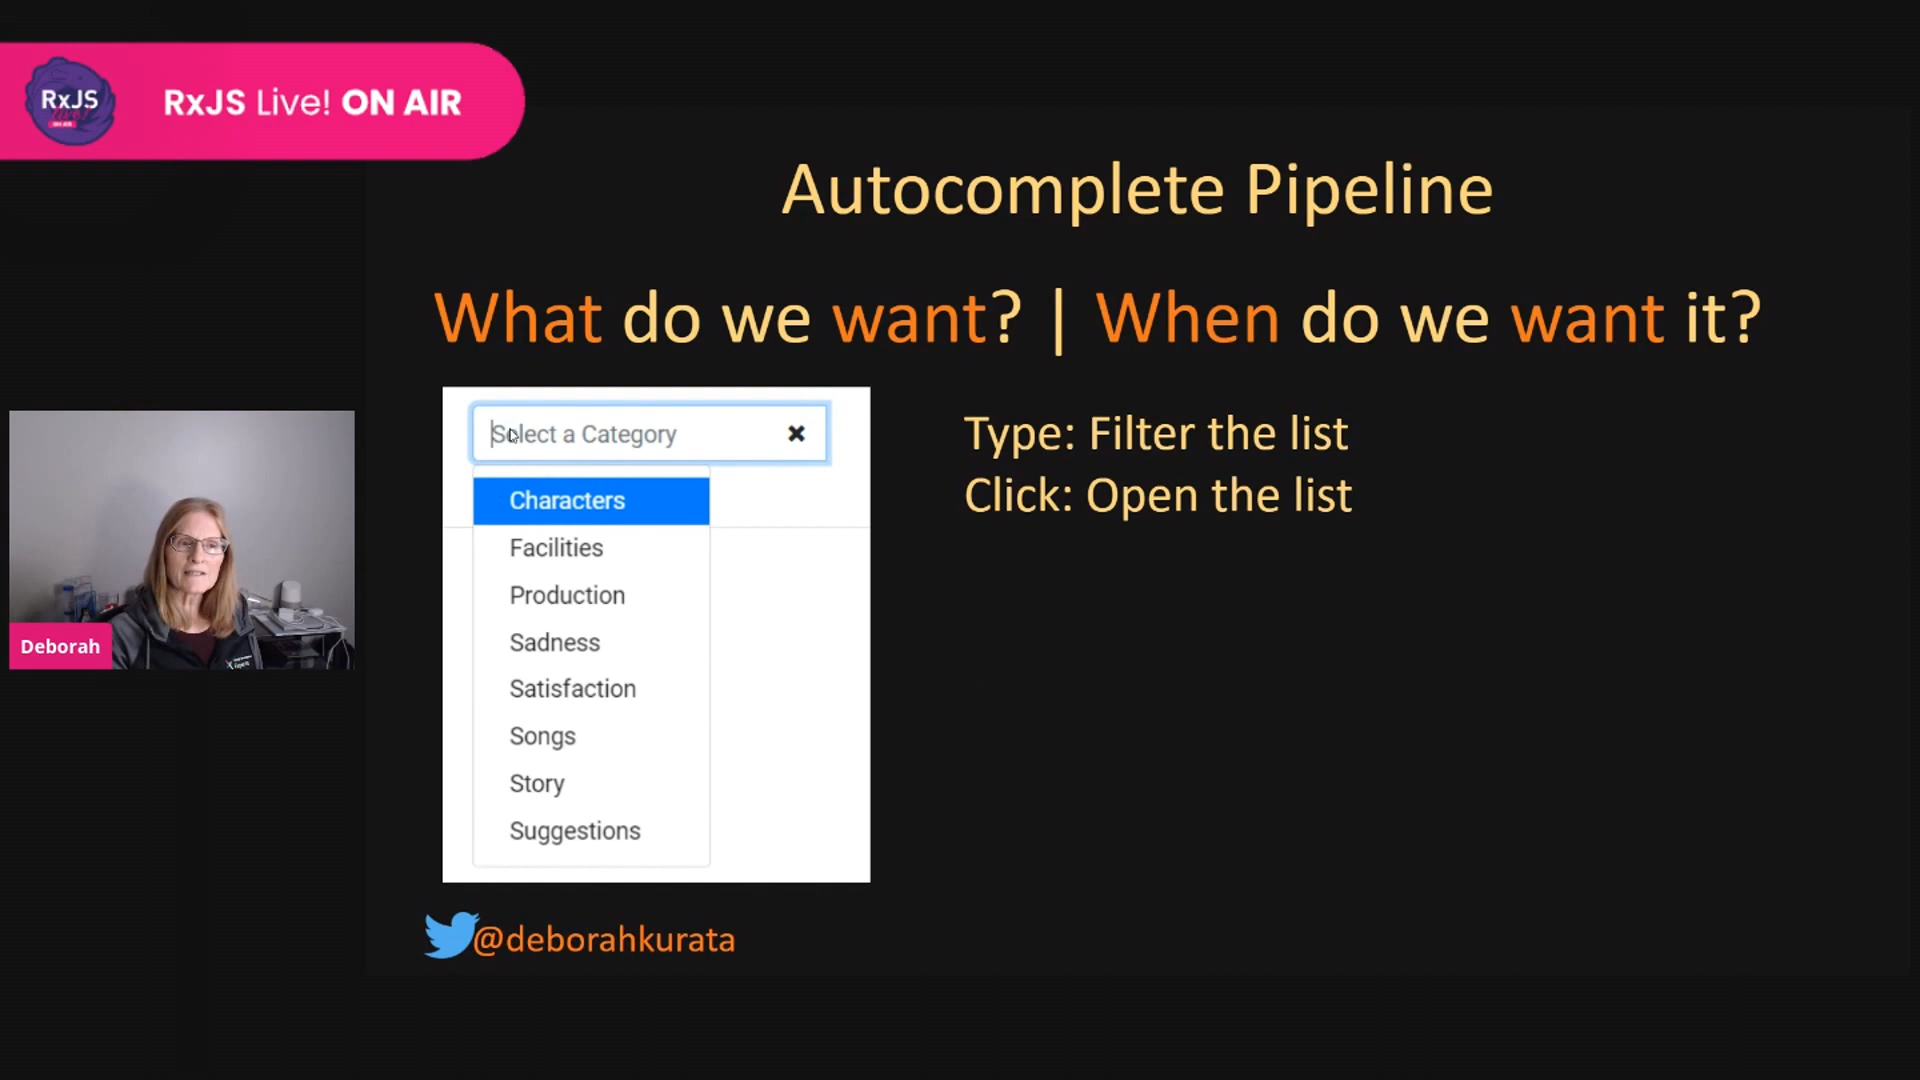 RxJS
RxJS Live! ON AIR
Autocomplete Pipeline
What do we want? | When do we want it?
Select a Category
Type: Filter the list
Click: Open the list
Characters
Facilities
Production
Sadness
Satisfaction
Songs
Story
Suggestions
Deborah
@deborahkurata